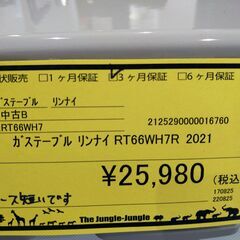 状販売 □1ヶ月保証 ☑3ヶ月保証 □6ヶ月保証
ｶﾞｽﾃｰﾌﾞﾙ ﾘﾝﾅｲ
中古B
RT66WH7
2125290000016760
ｶﾞｽﾃｰﾌﾞﾙ ﾘﾝﾅｲ RT66WH7R 2021
¥25,980 (税込
ース短いです
170825
220825
The Jungle-Jungle